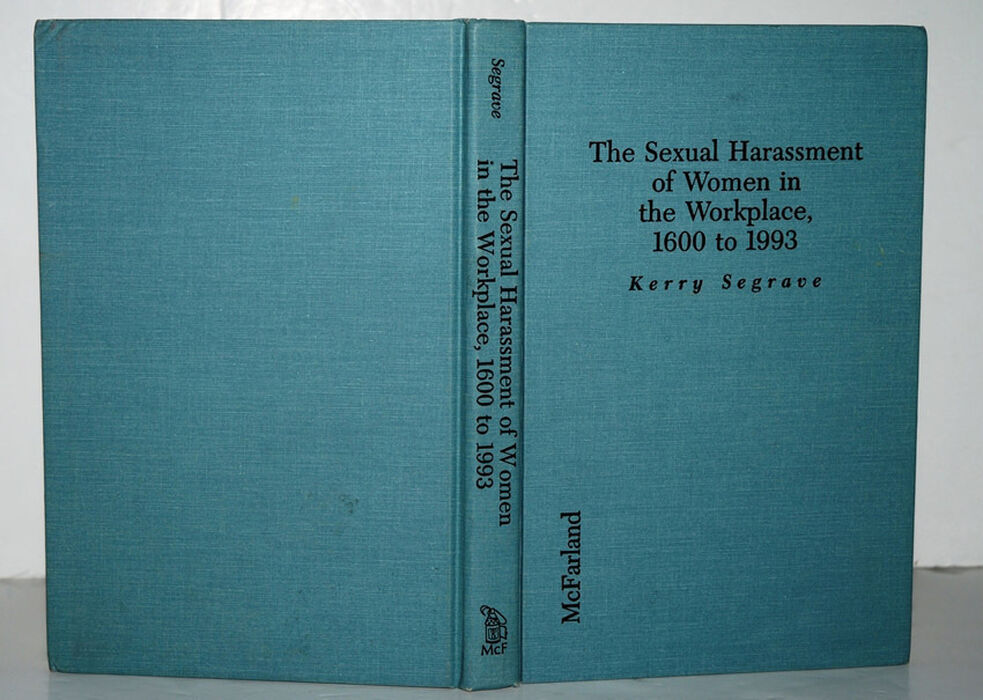 Segrave
The Sexual Harassment of Women
in the Workplace, 1600 to 1993
McF
The Sexual Harassment
of Women in
the Workplace,
1600 to 1993
Kerry Segrave
McFarland